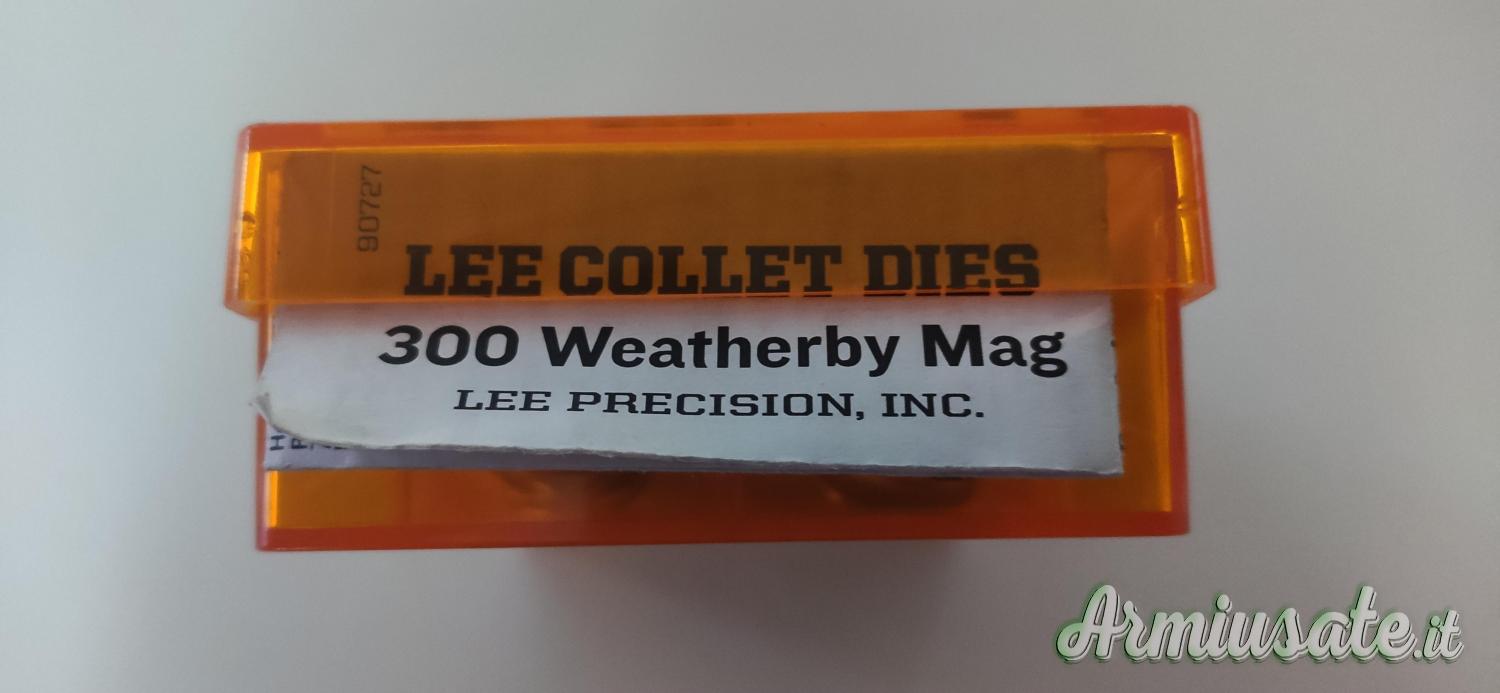 90727
LEE COLLET DIES
300 Weatherby Mag
LEE PRECISION, INC.
Armiusate.it